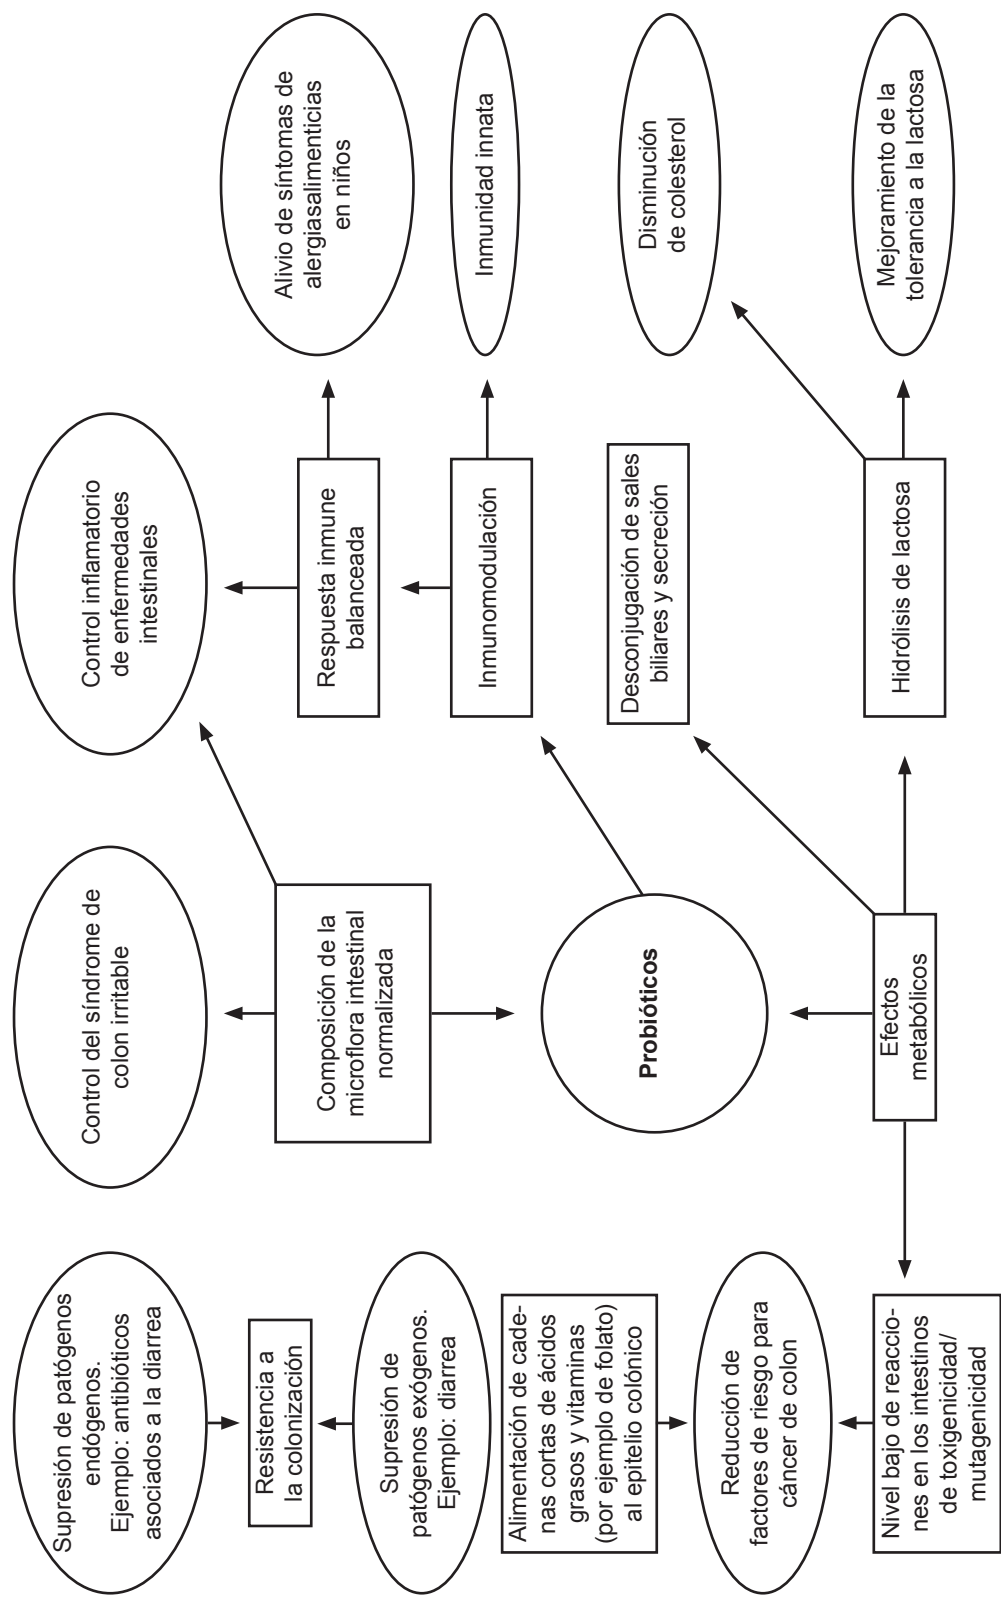 Supresión de patógenos
endógenos.
Ejemplo: antibióticos
asociados a la diarrea
Resistencia a
la colonización
Supresión de
patógenos exógenos.
Ejemplo: diarrea
Alimentación de cade-
nas cortas de ácidos
grasos y vitaminas
(por ejemplo de folato)
al epitelio colónico
Reducción de
factores de riesgo para
cáncer de colon
Nivel bajo de reaccio-
nes en los intestinos
de toxigenicidad/
mutagenicidad
Control del síndrome de
colon irritable
Composición de la
microflora intestinal
normalizada
Probióticos
Efectos
metabólicos
Control inflamatorio
de enfermedades
intestinales
Respuesta inmune
balanceada
Inmunomodulación
Desconjugación de sales
biliares y secreción
Hidrólisis de lactosa
Alivio de síntomas de
alergiasalimenticias
en niños
Inmunidad innata
Disminución
de colesterol
Mejoramiento de la
tolerancia a la lactosa